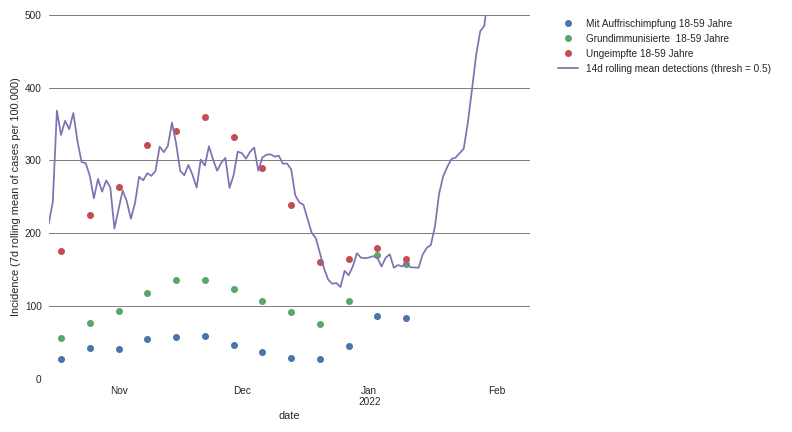 500
400
300
200
100
0
Incidence (7d rolling mean of cases per 100.000)
Nov
Dec
Jan
2022
Feb
date
Mit Auffrischimpfung 18-59 Jahre
Grundimmunisierte  18-59 Jahre
Ungeimpfte 18-59 Jahre
14d rolling mean detections (thresh = 0.5)